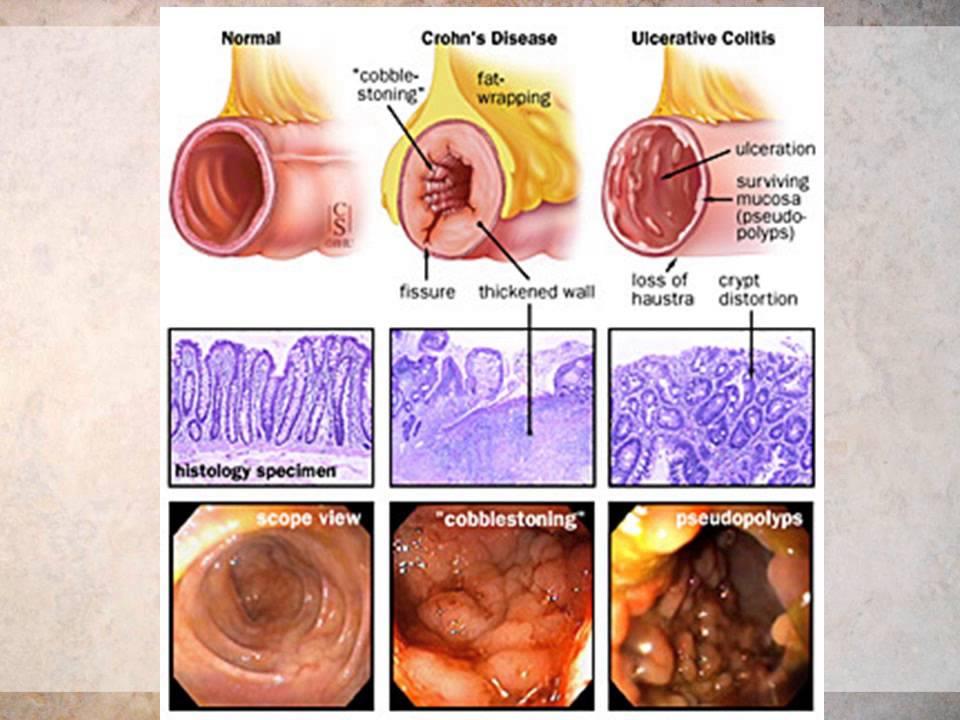 Normal
Crohn's Disease
Ulcerative Colitis
"cobble-
stoning"
fat-
wrapping
ulceration
surviving
mucosa
(pseudo-
polyps)
C
S
fissure
thickened wall
loss of
haustra
crypt
distortion
histology specimen
scope view
"cobblestoning"
pseudopolyps